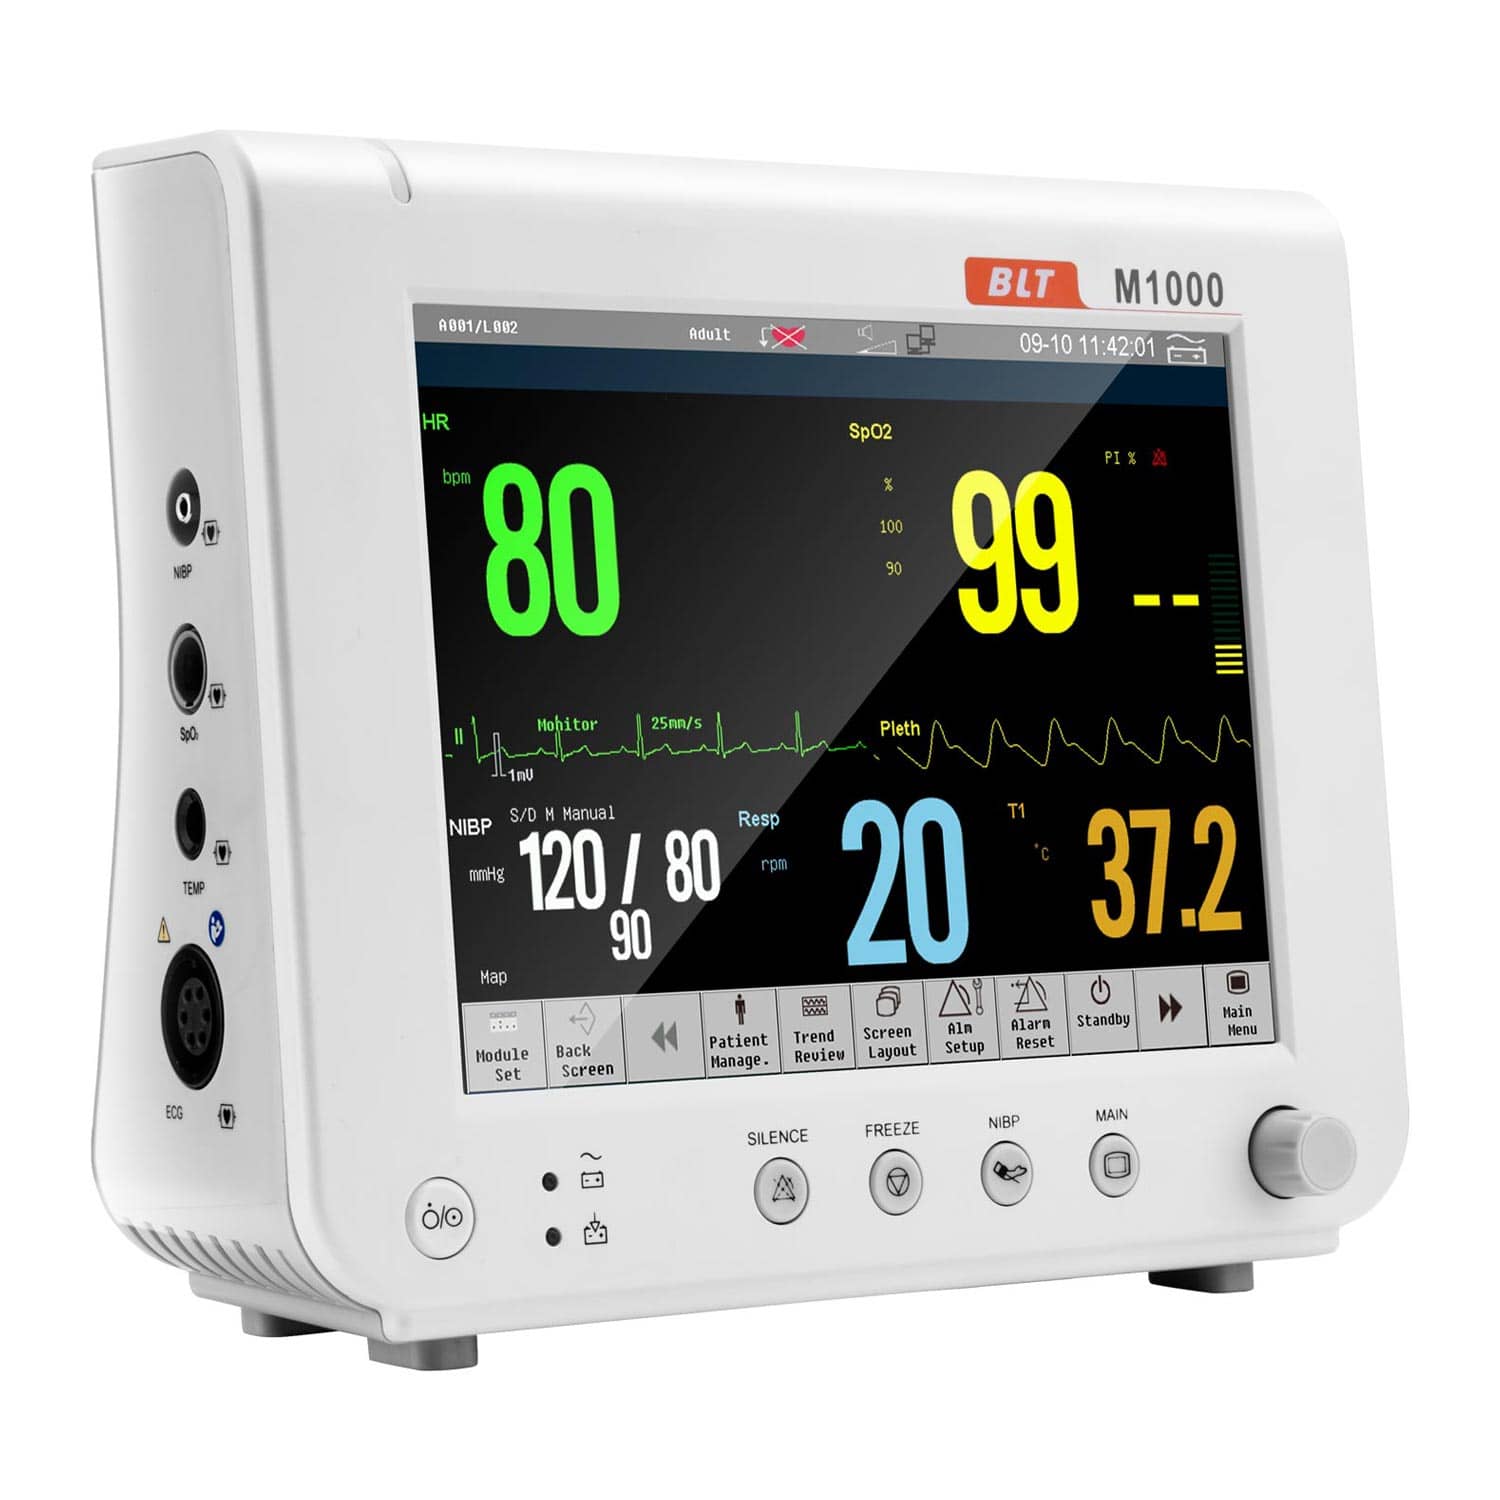 BLT M1000
A001/L002 Adult 09-10 11:42:01
HR
bpm
80
SpO2
%
100
90
99
PI %
--
II Monitor 25mm/s
1mV
Pleth
NIBP S/D M Manual
mmHg
120 / 80
90
Map
Resp
rpm
20
T1
°C
37.2
Module
Set
Back
Screen
Patient
Manage.
Trend
Review
Screen
Layout
Alm
Setup
Alarm
Reset
Standby
Main
Menu
NIBP
SpO₂
TEMP
ECG
SILENCE
FREEZE
NIBP
MAIN